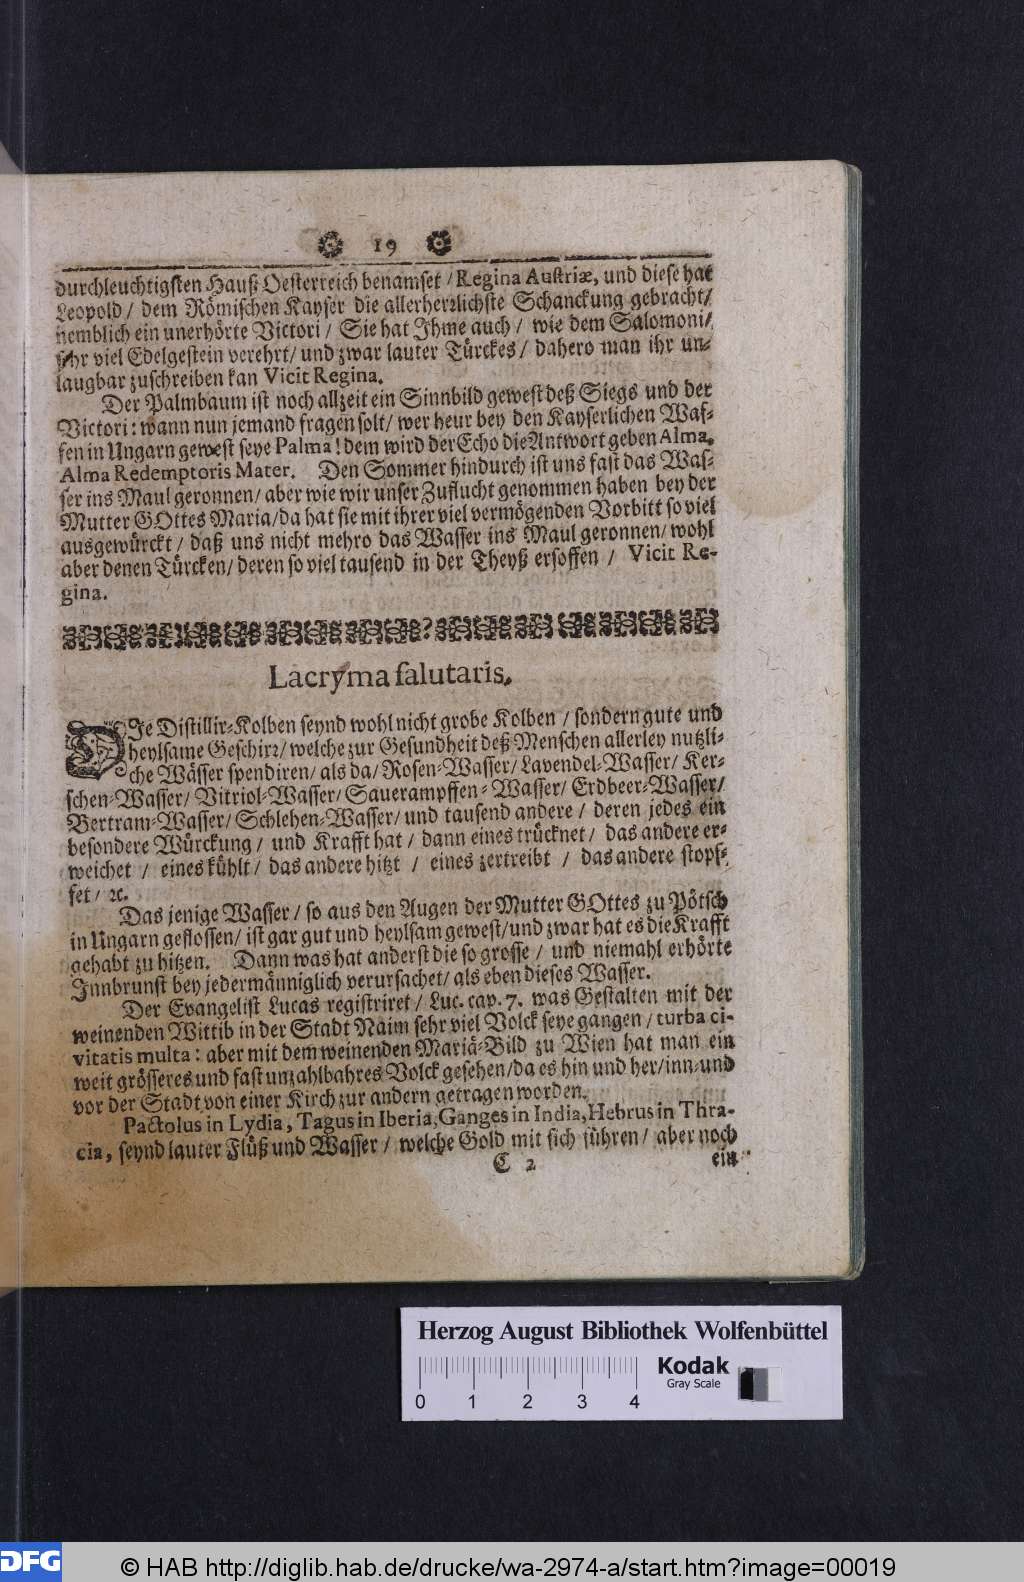 19
durchleuchtigsten Hauß Oesterreich benamset / Regina Austriæ, und diese hat
Leopold / dem Römischen Kayser die allerherzlichste Schanckung gebracht /
nemblich ein unerhörte Victori / Sie hat Ihme auch / wie dem Salomoni /
sehr viel Edelgestein verehrt / und zwar lauter Türckes / dahero man ihr un-
laugbar zuschreiben kan Vicit Regina.
Der Palmbaum ist noch allzeit ein Sinnbild gewest deß Siegs und der
Victori : wann nun jemand fragen solt / wer heur bey den Kayserlichen Waf-
fen in Ungarn gewest seye Palma ! dem wird der Echo die Antwort geben Alma.
Alma Redemptoris Mater. Den Sommer hindurch ist uns fast das Was-
ser ins Maul geronnen / aber wie wir unser Zuflucht genommen haben bey der
Mutter GOttes Maria / da hat sie mit ihrer viel vermögenden Vorbitt so viel
ausgewürckt / daß uns nicht mehro das Wasser ins Maul geronnen / wohl
aber denen Türcken / deren so viel tausend in der Theyß ersoffen / Vicit Re-
gina.
Lacryma salutaris.
DIe Distillir-Kolben seynd wohl nicht grobe Kolben / sondern gute und
heylsame Geschirr / welche zur Gesundheit deß Menschen allerley nutzli-
che Wässer spendiren / als da / Rosen-Wasser / Lavendel-Wasser / Ker-
schen-Wasser / Vitriol-Wasser / Sauerampffen-Wasser / Erdbeer-Wasser /
Bertram-Wasser / Schlehen-Wasser / und tausend andere / deren jedes ein
besondere Würckung / und Krafft hat / dann eines trücknet / das andere er-
weichet / eines kühlt / das andere hitzt / eines zertreibt / das andere stopf-
fet / ꝛc.
Das jenige Wasser / so aus den Augen der Mutter GOttes zu Pötsch
in Ungarn geflossen / ist gar gut und heylsam gewest / und zwar hat es die Krafft
gehabt zu hitzen. Dann was hat anderst die so grosse / und niemahl erhörte
Innbrunst bey jedermänniglich verursachet / als eben dieses Wasser.
Der Evangelist Lucas registriret / Luc. cap. 7. was Gestalten mit der
weinenden Wittib in der Stadt Naim sehr viel Volck seye gangen / turba ci-
vitatis multa : aber mit dem weinenden Mariä-Bild zu Wien hat man ein
weit grösseres und fast unzahlbahres Volck gesehen / da es hin und her / inn- und
vor der Stadt von einer Kirch zur andern getragen worden.
Pactolus in Lydia, Tagus in Iberia, Ganges in India, Hebrus in Thra-
cia, seynd lauter Flüß und Wasser / welche Gold mit sich führen / aber noch
C 2 ein
Herzog August Bibliothek Wolfenbüttel
Kodak
Gray Scale
0 1 2 3 4
DFG © HAB http://diglib.hab.de/drucke/wa-2974-a/start.htm?image=00019